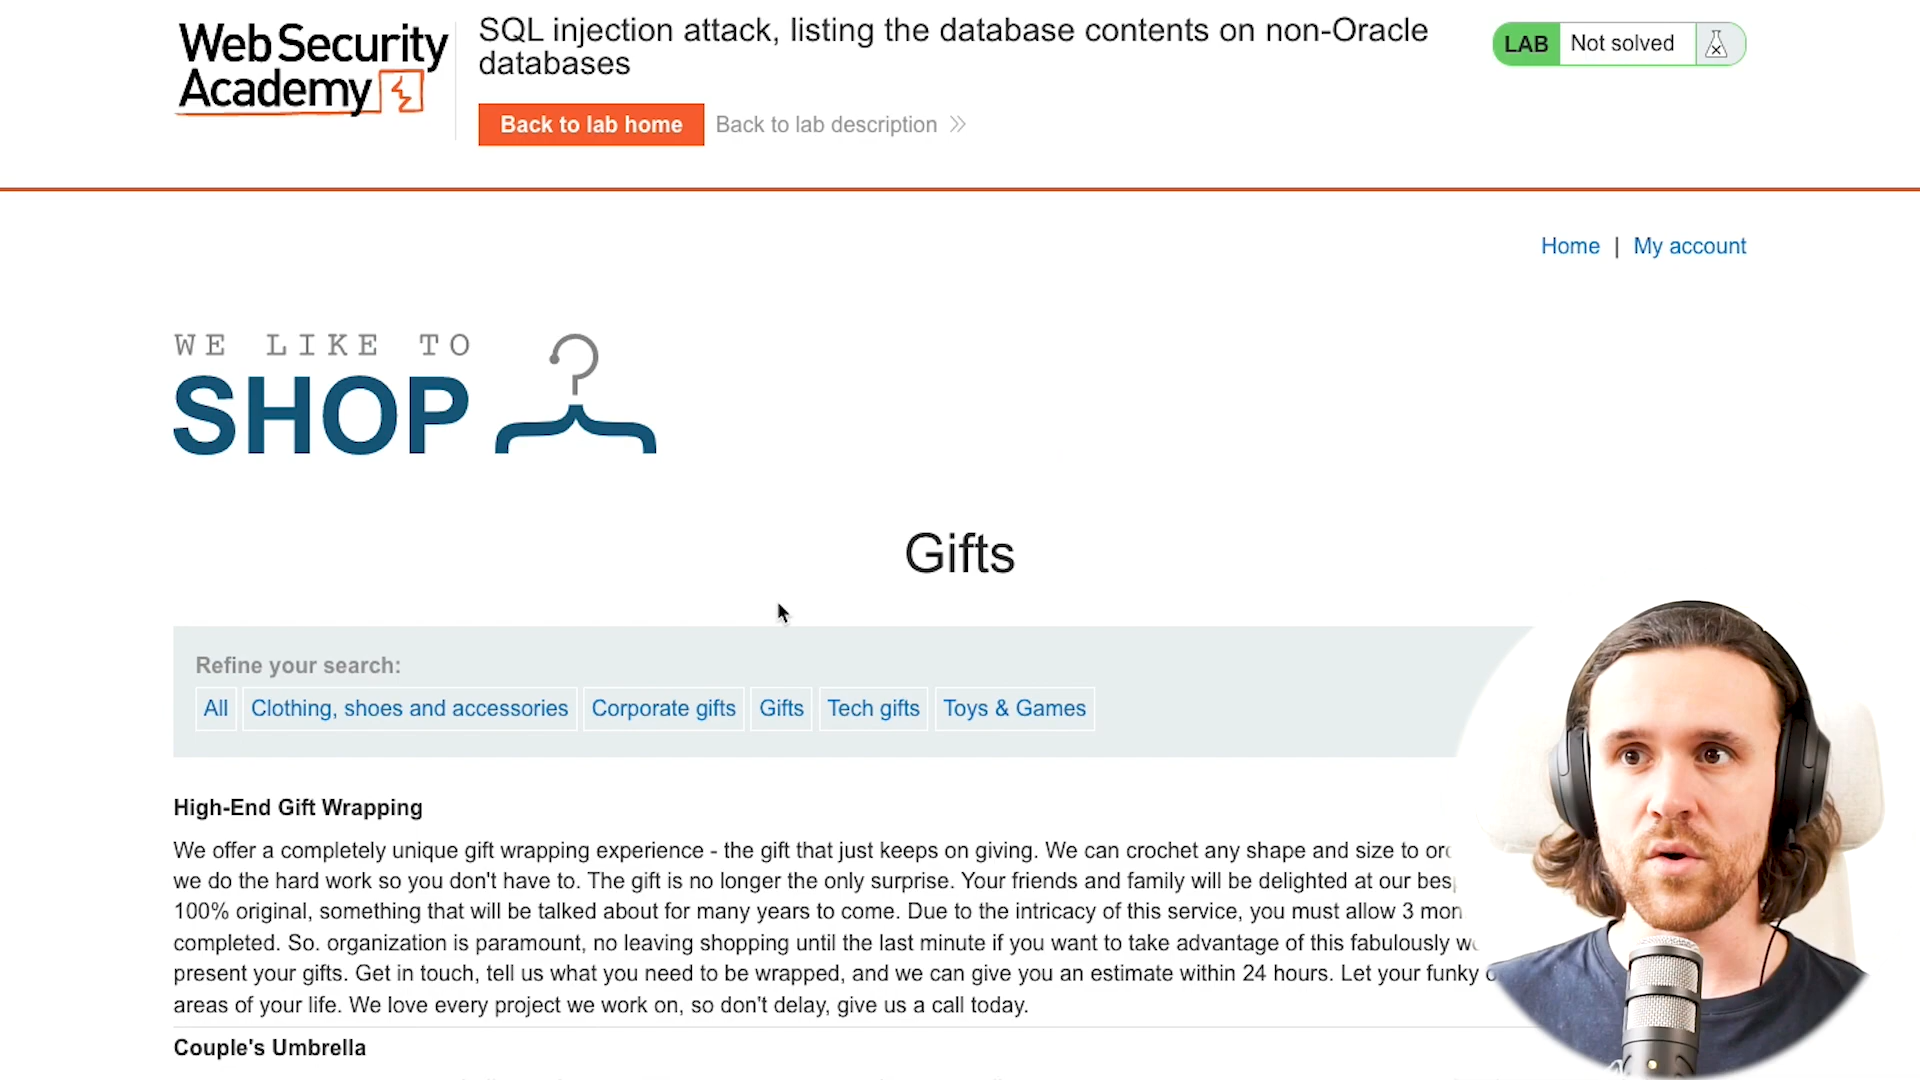 Web Security
Academy
SQL injection attack, listing the database contents on non-Oracle
databases
Back to lab home
Back to lab description
LAB
Not solved
Home | My account
WE LIKE TO
SHOP
Gifts
Refine your search:
All
Clothing, shoes and accessories
Corporate gifts
Gifts
Tech gifts
Toys & Games
High-End Gift Wrapping
We offer a completely unique gift wrapping experience - the gift that just keeps on giving. We can crochet any shape and size to
we do the hard work so you don't have to. The gift is no longer the only surprise. Your friends and family will be delighted at our
100% original, something that will be talked about for many years to come. Due to the intricacy of this service, you must allow 3
completed. So. organization is paramount, no leaving shopping until the last minute if you want to take advantage of this fabulously
present your gifts. Get in touch, tell us what you need to be wrapped, and we can give you an estimate within 24 hours. Let your funky
areas of your life. We love every project we work on, so don't delay, give us a call today.
Couple's Umbrella